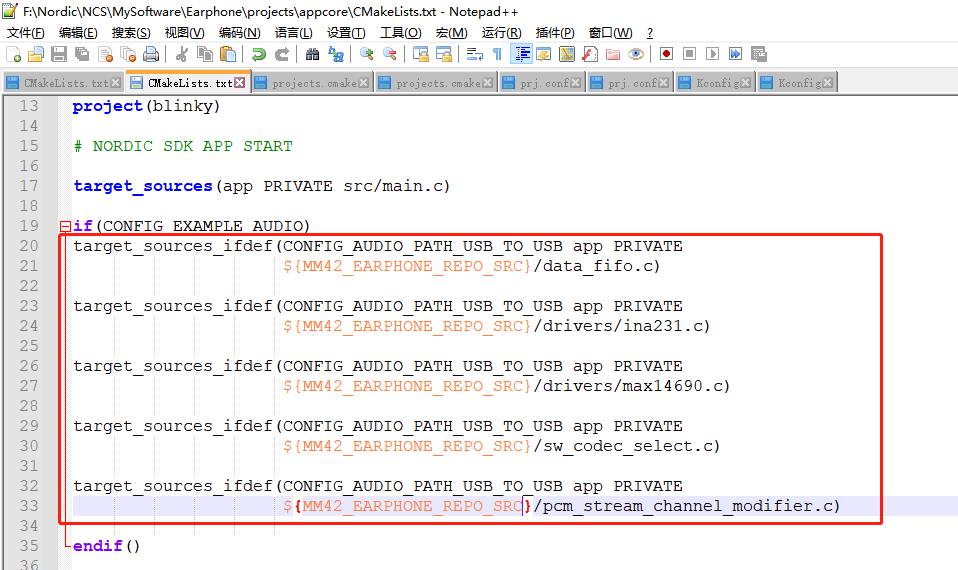 F:\Nordic\NCS\MySoftware\Earphone\projects\appcore\CMakeLists.txt - Notepad++
文件(F) 编辑(E) 搜索(S) 视图(V) 编码(N) 语言(L) 设置(T) 工具(O) 宏(M) 运行(R) 插件(P) 窗口(W) ?
CMakeLists.txt CMakeLists.txt projects.cmake projects.cmake prj.conf prj.conf Kconfig Kconfig
13 project(blinky)
14
15 # NORDIC SDK APP START
16
17 target_sources(app PRIVATE src/main.c)
18
19 if(CONFIG_EXAMPLE_AUDIO)
20 target_sources_ifdef(CONFIG_AUDIO_PATH_USB_TO_USB app PRIVATE
21 ${MM42_EARPHONE_REPO_SRC}/data_fifo.c)
22
23 target_sources_ifdef(CONFIG_AUDIO_PATH_USB_TO_USB app PRIVATE
24 ${MM42_EARPHONE_REPO_SRC}/drivers/ina231.c)
25
26 target_sources_ifdef(CONFIG_AUDIO_PATH_USB_TO_USB app PRIVATE
27 ${MM42_EARPHONE_REPO_SRC}/drivers/max14690.c)
28
29 target_sources_ifdef(CONFIG_AUDIO_PATH_USB_TO_USB app PRIVATE
30 ${MM42_EARPHONE_REPO_SRC}/sw_codec_select.c)
31
32 target_sources_ifdef(CONFIG_AUDIO_PATH_USB_TO_USB app PRIVATE
33 ${MM42_EARPHONE_REPO_SRC}/pcm_stream_channel_modifier.c)
34
35 endif()
36